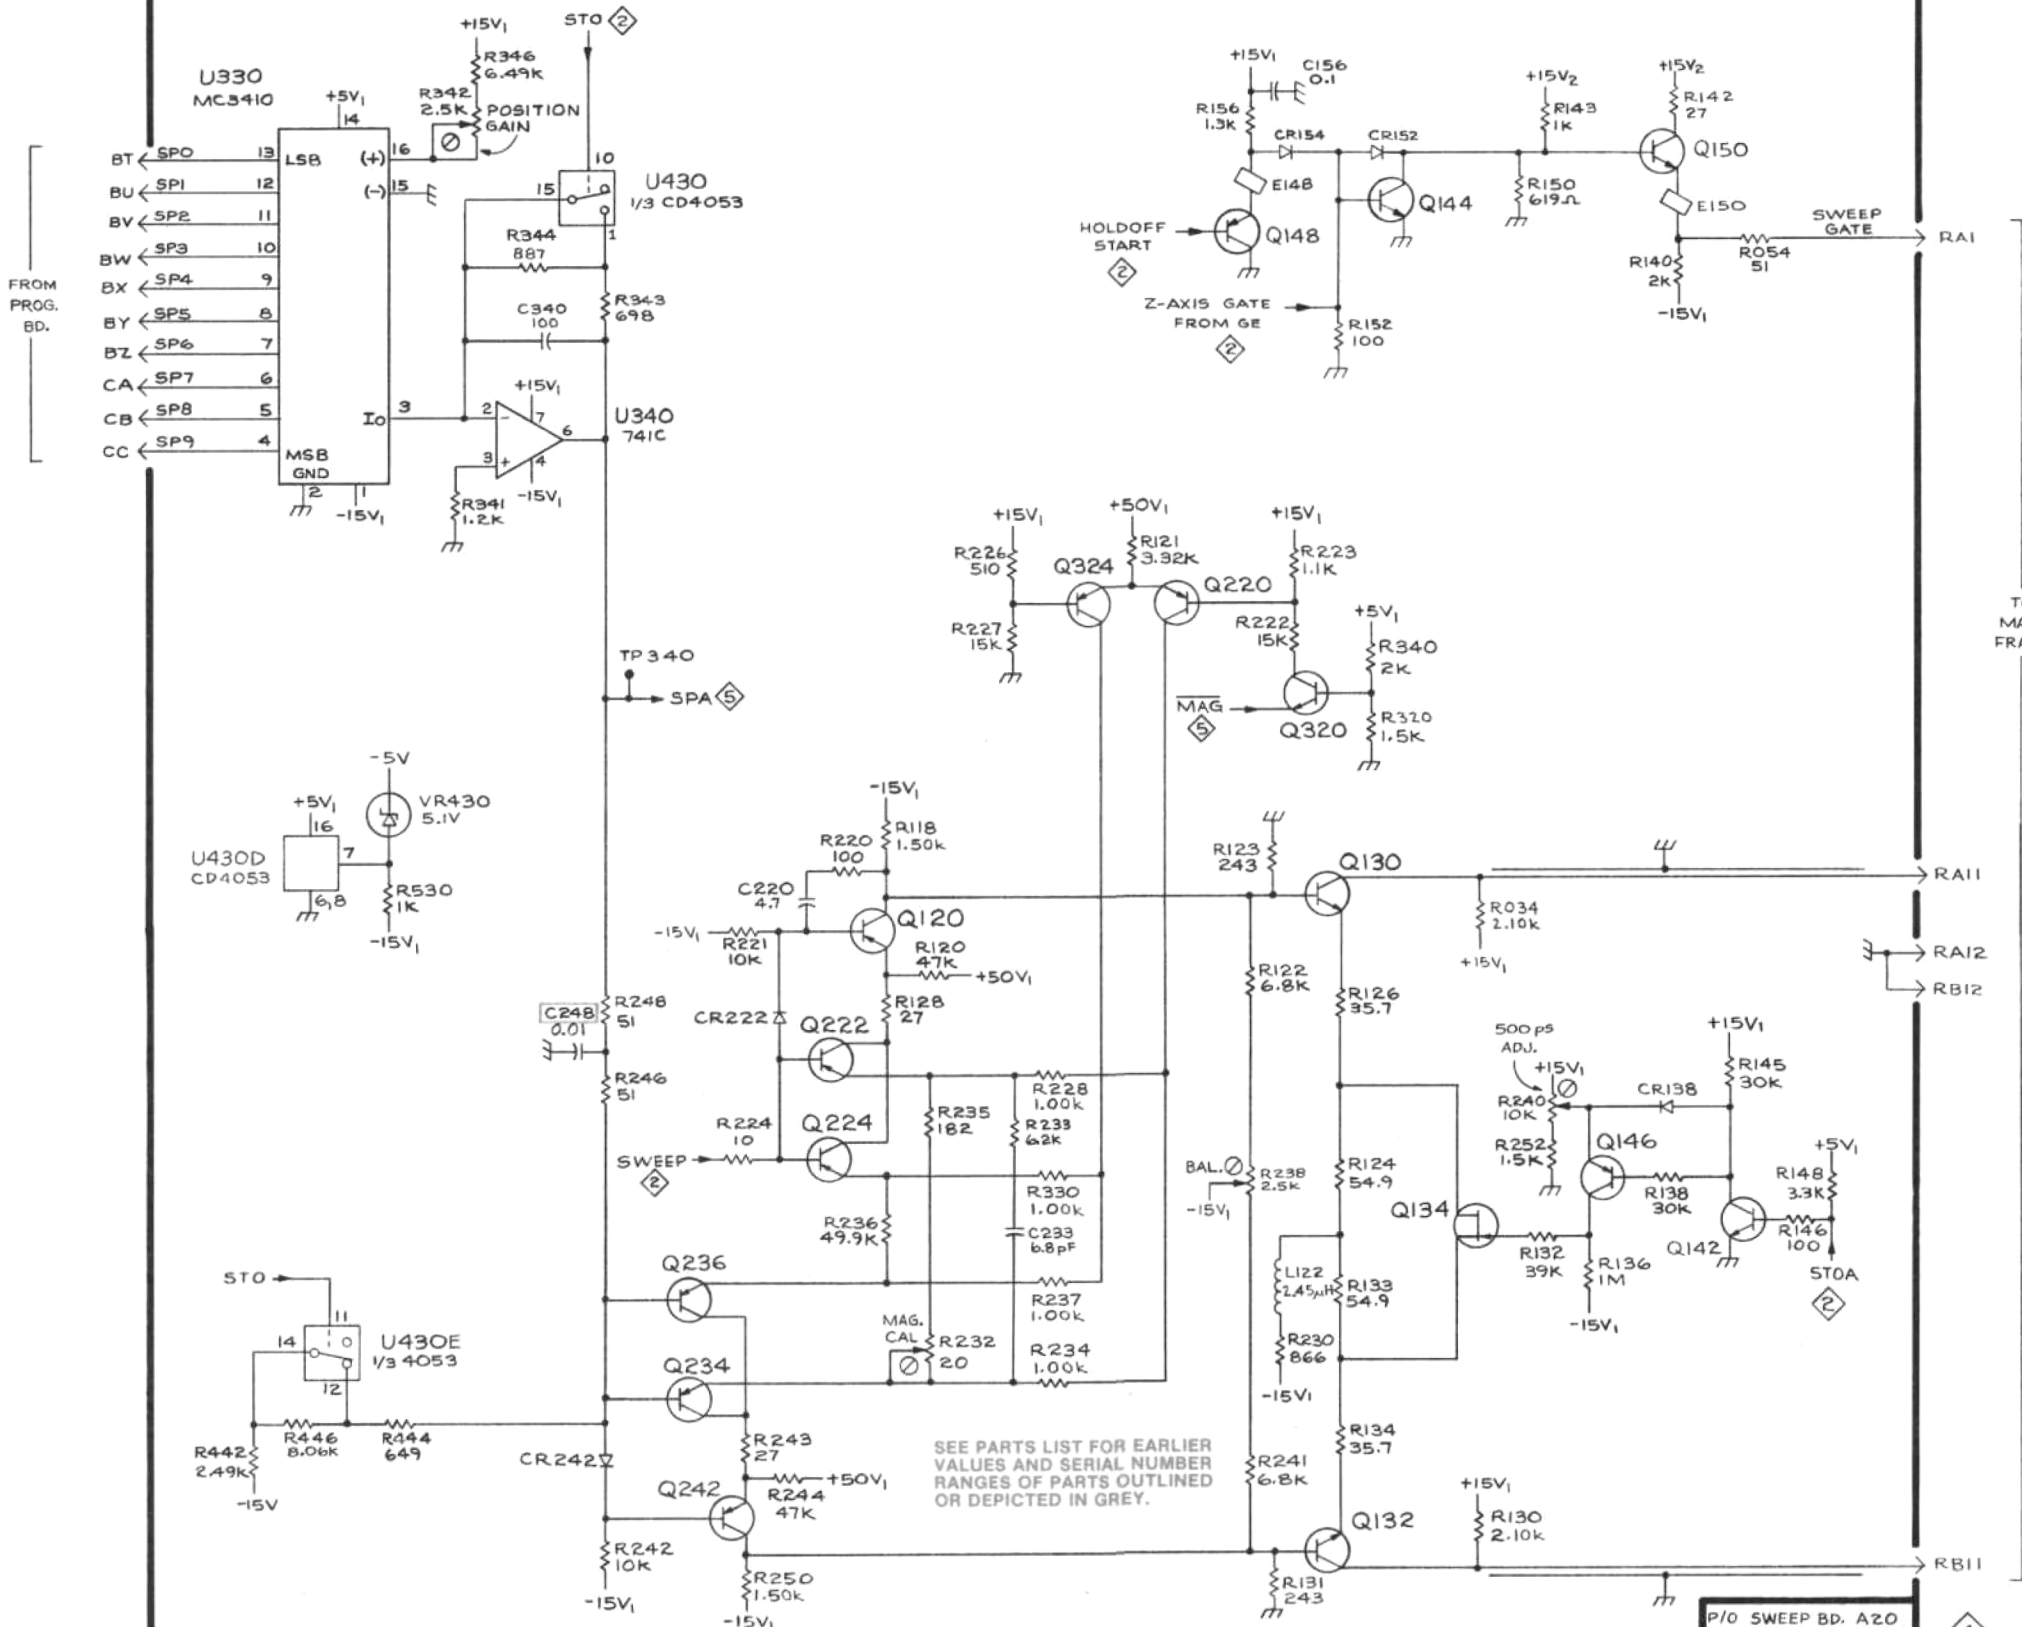 +15V₁
R346
6.49K
R342
2.5K
POSITION
GAIN
STO 2
U330
MC3410
+5V₁
14
FROM
PROG.
BD.
BT SP0 13 LSB
BU SP1 12
BV SP2 11
BW SP3 10
BX SP4 9
BY SP5 8
BZ SP6 7
CA SP7 6
CB SP8 5
CC SP9 4
MSB
GND
2
1
-15V₁
(+) 16
(-) 15
I₀ 3
10
15
1
U430
1/3 CD4053
R344
887
R343
698
C340
100
+15V₁
7
2 -
3 +
6
4
-15V₁
U340
741C
R341
1.2K
+15V₁
C156
0.1
R156
1.3K
CR154
CR152
E148
Q148
HOLDOFF
START
2
Z-AXIS GATE
FROM GE
2
R152
100
Q144
+15V₂
R143
1K
R150
619Ω
+15V₂
R142
27
Q150
E150
R140
2K
-15V₁
R054
51
SWEEP
GATE
RA1
+15V₁
R226
510
R227
15K
Q324
+50V₁
R121
3.32K
Q220
+15V₁
R223
1.1K
R222
15K
+5V₁
R340
2K
R320
1.5K
MAG
5
Q320
TP340
SPA 5
-5V
VR430
5.1V
+5V₁
16
7
6,8
U430D
CD4053
R530
1K
-15V₁
-15V₁
R118
1.50K
R220
100
C220
4.7
Q120
-15V₁
R221
10K
R120
47K
+50V₁
R128
27
CR222
Q222
R224
10
Q224
SWEEP
2
C248
0.01
R248
51
R246
51
R235
182
R228
1.00K
R233
62K
R330
1.00K
C233
6.8pF
R236
49.9K
R237
1.00K
MAG.
CAL
R232
20
R234
1.00K
Q236
Q234
R243
27
+50V₁
R244
47K
Q242
CR242
R242
10K
-15V₁
R250
1.50K
-15V₁
STO
11
14
12
U430E
1/3 4053
R446
8.06K
R444
649
R442
2.49K
-15V
SEE PARTS LIST FOR EARLIER
VALUES AND SERIAL NUMBER
RANGES OF PARTS OUTLINED
OR DEPICTED IN GREY.
R123
243
Q130
R034
2.10K
+15V₁
RA11
RA12
RB12
R122
6.8K
R126
35.7
BAL.
R238
2.5K
-15V₁
R124
54.9
L122
2.45μH
R133
54.9
R230
866
-15V₁
Q134
R134
35.7
R241
6.8K
Q132
R131
243
+15V₁
R130
2.10K
RB11
500 ps
ADJ.
+15V₁
R240
10K
R252
1.5K
CR138
+15V₁
R145
30K
Q146
R138
30K
R132
39K
R136
1M
-15V₁
Q142
+5V₁
R148
3.3K
R146
100
STOA
2
P/O SWEEP BD. A20